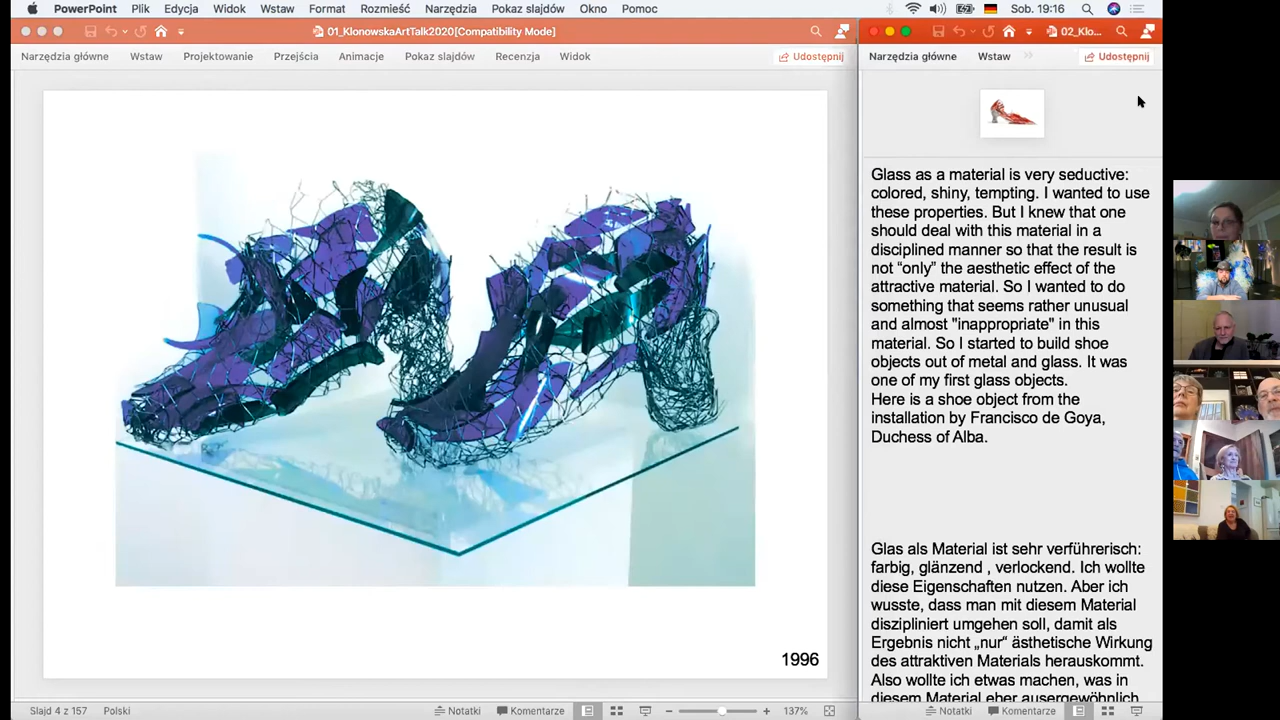 PowerPoint Plik Edycja Widok Wstaw Format Rozmieść Narzędzia Pokaz slajdów Okno Pomoc Sob. 19:16
01_KlonowskaArtTalk2020[Compatibility Mode]
02_Klo...
Narzędzia główne Wstaw Projektowanie Przejścia Animacje Pokaz slajdów Recenzja Widok Udostępnij
Narzędzia główne Wstaw Udostępnij
Glass as a material is very seductive:
colored, shiny, tempting. I wanted to use
these properties. But I knew that one
should deal with this material in a
disciplined manner so that the result is
not “only” the aesthetic effect of the
attractive material. So I wanted to do
something that seems rather unusual
and almost "inappropriate" in this
material. So I started to build shoe
objects out of metal and glass. It was
one of my first glass objects.
Here is a shoe object from the
installation by Francisco de Goya,
Duchess of Alba.
Glas als Material ist sehr verführerisch:
farbig, glänzend , verlockend. Ich wollte
diese Eigenschaften nutzen. Aber ich
wusste, dass man mit diesem Material
diszipliniert umgehen soll, damit als
Ergebnis nicht „nur“ ästhetische Wirkung
des attraktiven Materials herauskommt.
Also wollte ich etwas machen, was in
diesem Material eher ausergewöhnlich
1996
Slajd 4 z 157 Polski Notatki Komentarze 137%
Notatki Komentarze